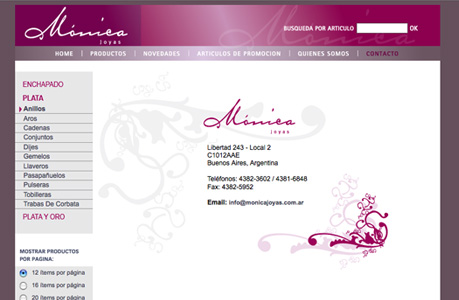 Mónica
joyas
BUSQUEDA POR ARTICULO OK
HOME | PRODUCTOS | NOVEDADES | ARTICULOS DE PROMOCION | QUIENES SOMOS | CONTACTO
ENCHAPADO
PLATA
Anillos
Aros
Cadenas
Conjuntos
Dijes
Gemelos
Llaveros
Pasapañuelos
Pulseras
Tobilleras
Trabas De Corbata
PLATA Y ORO
MOSTRAR PRODUCTOS
POR PAGINA:
12 ítems por página
16 ítems por página
20 ítems por página
Mónica
joyas
Libertad 243 - Local 2
C1012AAE
Buenos Aires, Argentina
Teléfonos: 4382-3602 / 4381-6848
Fax: 4382-5952
Email: info@monicajoyas.com.ar